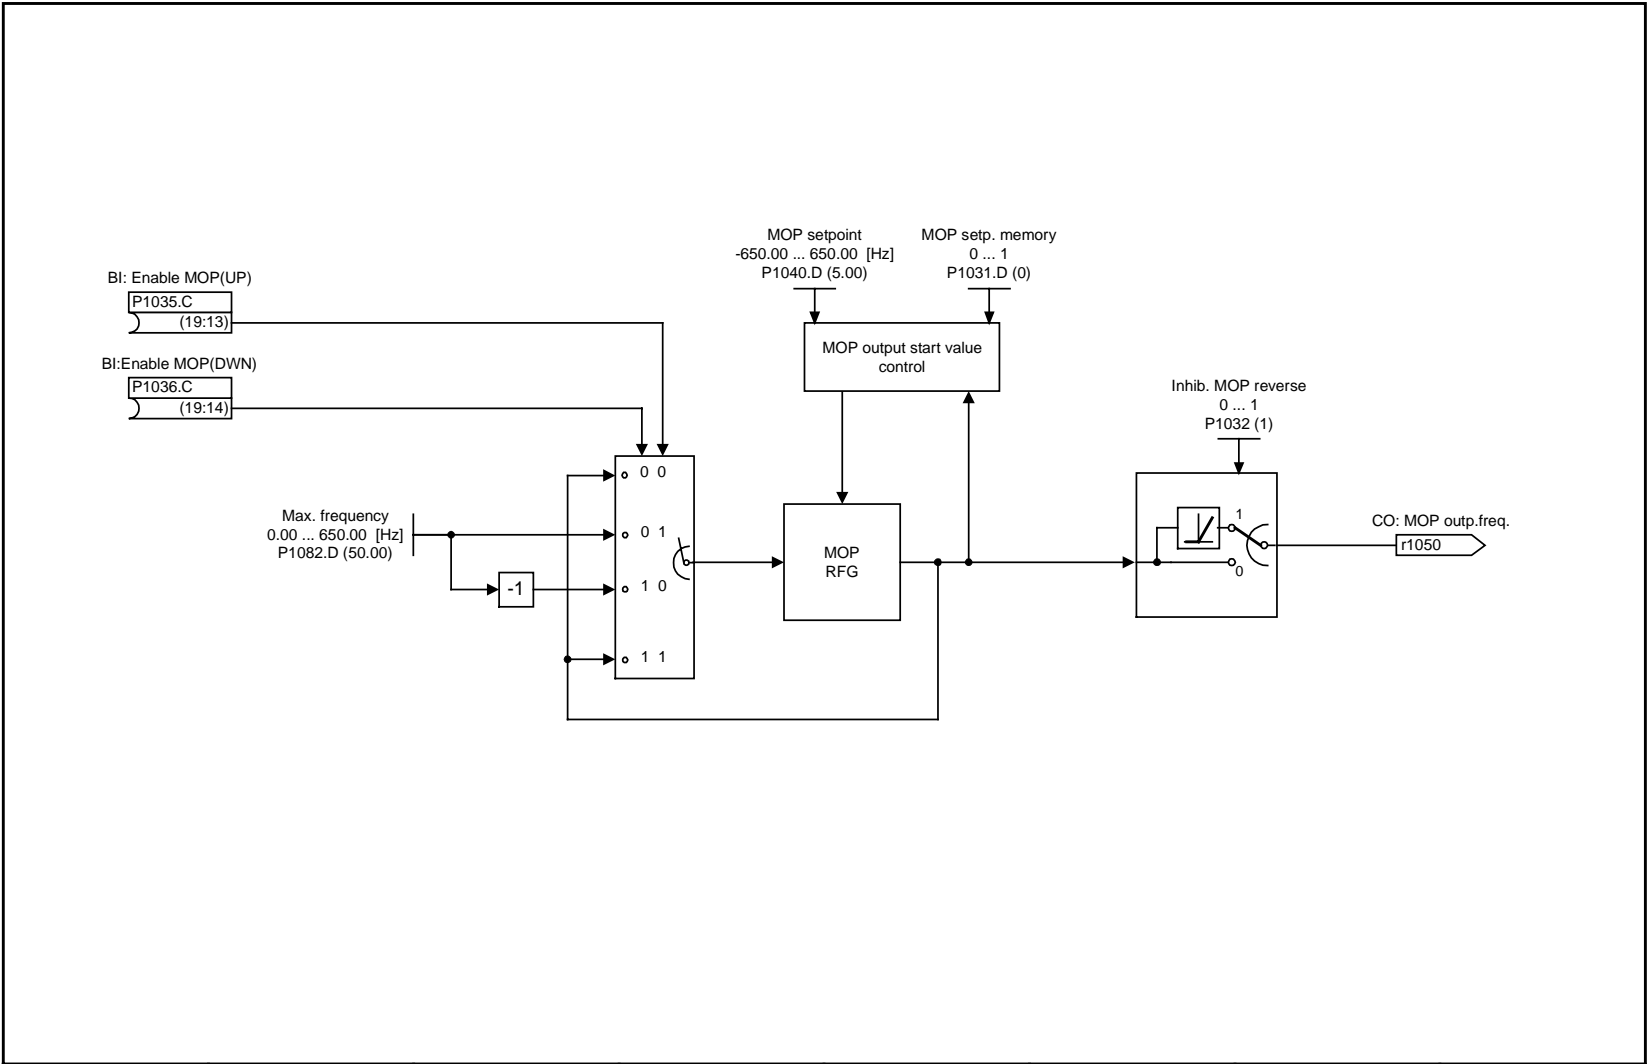 MOP setpoint
-650.00 ... 650.00 [Hz]
P1040.D (5.00)
MOP setp. memory
0 ... 1
P1031.D (0)
BI: Enable MOP(UP)
P1035.C
(19:13)
MOP output start value
control
BI:Enable MOP(DWN)
P1036.C
(19:14)
Inhib. MOP reverse
0 ... 1
P1032 (1)
0 0
Max. frequency
0.00 ... 650.00 [Hz]
P1082.D (50.00)
0 1
-1
1 0
1 1
MOP
RFG
1
0
CO: MOP outp.freq.
r1050